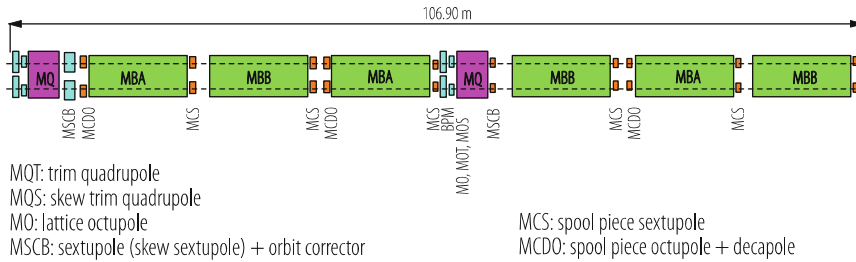 106.90 m
MQ
MBA
MBB
MBA
MQ
MBB
MBA
MBB
MSCB
MCDO
MCS
MCS
MCDO
MCS
BPM
MO, MOT, MOS
MSCB
MCS
MCDO
MCS
MQT: trim quadrupole
MQS: skew trim quadrupole
MO: lattice octupole
MSCB: sextupole (skew sextupole) + orbit corrector
MCS: spool piece sextupole
MCDO: spool piece octupole + decapole